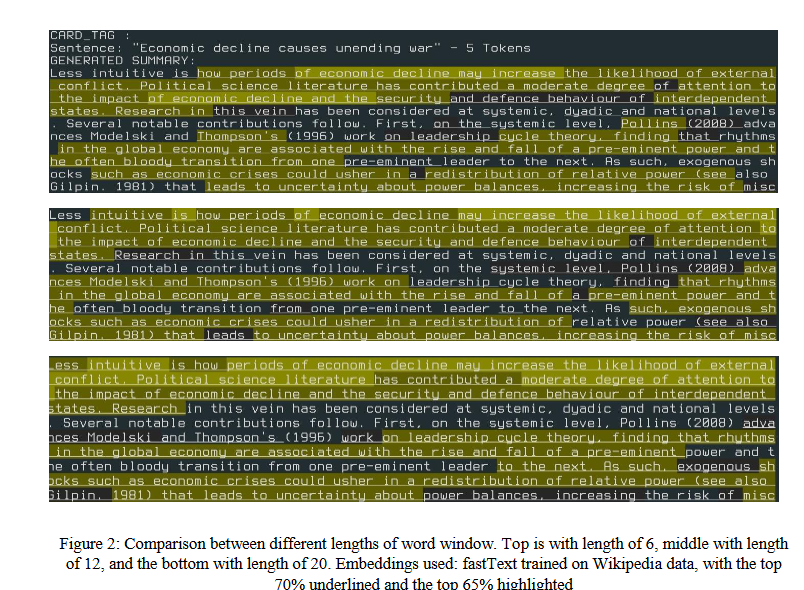 CARD_TAG :
Sentence: "Economic decline causes unending war" - 5 Tokens
GENERATED SUMMARY:
Less intuitive is how periods of economic decline may increase the likelihood of external
conflict. Political science literature has contributed a moderate degree of attention to
the impact of economic decline and the security and defence behaviour of interdependent
states. Research in this vein has been considered at systemic, dyadic and national levels
. Several notable contributions follow. First, on the systemic level, Pollins (2008) adva
nces Modelski and Thompson's (1996) work on leadership cycle theory, finding that rhythms
in the global economy are associated with the rise and fall of a pre-eminent power and t
he often bloody transition from one pre-eminent leader to the next. As such, exogenous sh
ocks such as economic crises could usher in a redistribution of relative power (see also
Gilpin. 1981) that leads to uncertainty about power balances, increasing the risk of misc
Less intuitive is how periods of economic decline may increase the likelihood of external
conflict. Political science literature has contributed a moderate degree of attention to
the impact of economic decline and the security and defence behaviour of interdependent
states. Research in this vein has been considered at systemic, dyadic and national levels
. Several notable contributions follow. First, on the systemic level, Pollins (2008) adva
nces Modelski and Thompson's (1996) work on leadership cycle theory, finding that rhythms
in the global economy are associated with the rise and fall of a pre-eminent power and t
he often bloody transition from one pre-eminent leader to the next. As such, exogenous sh
ocks such as economic crises could usher in a redistribution of relative power (see also
Gilpin. 1981) that leads to uncertainty about power balances, increasing the risk of misc
Less intuitive is how periods of economic decline may increase the likelihood of external
conflict. Political science literature has contributed a moderate degree of attention to
the impact of economic decline and the security and defence behaviour of interdependent
states. Research in this vein has been considered at systemic, dyadic and national levels
. Several notable contributions follow. First, on the systemic level, Pollins (2008) adva
nces Modelski and Thompson's (1996) work on leadership cycle theory, finding that rhythms
in the global economy are associated with the rise and fall of a pre-eminent power and t
he often bloody transition from one pre-eminent leader to the next. As such, exogenous sh
ocks such as economic crises could usher in a redistribution of relative power (see also
Gilpin. 1981) that leads to uncertainty about power balances, increasing the risk of misc
Figure 2: Comparison between different lengths of word window. Top is with length of 6, middle with length
of 12, and the bottom with length of 20. Embeddings used: fastText trained on Wikipedia data, with the top
70% underlined and the top 65% highlighted